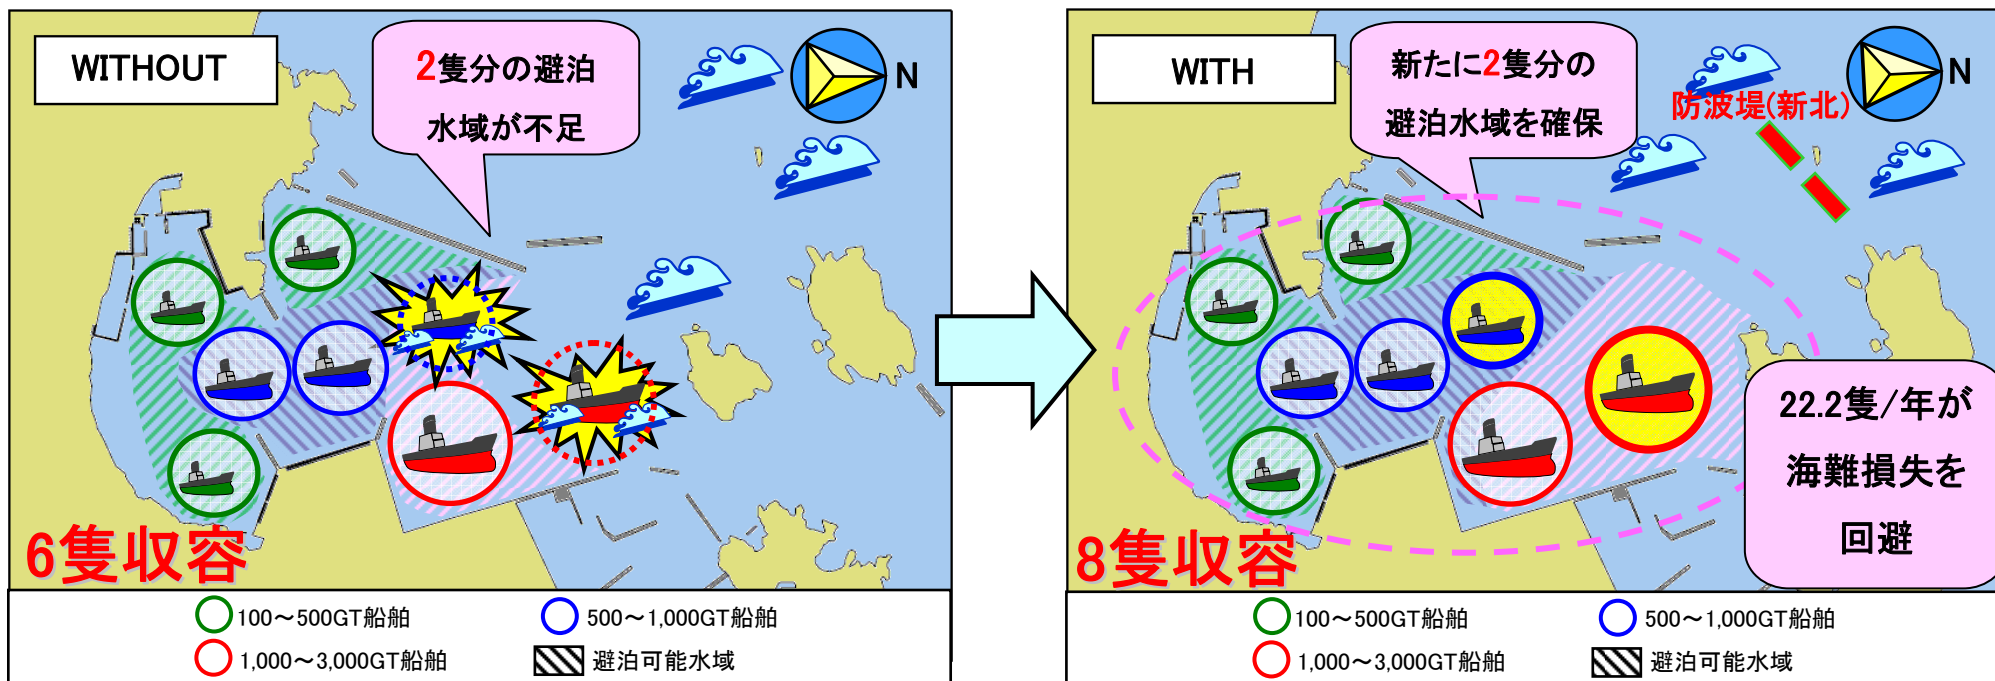 WITHOUT
2隻分の避泊
水域が不足
N
6隻収容
100～500GT船舶
500～1,000GT船舶
1,000～3,000GT船舶
避泊可能水域
WITH
新たに2隻分の
避泊水域を確保
防波堤(新北)
N
22.2隻/年が
海難損失を
回避
8隻収容
100～500GT船舶
500～1,000GT船舶
1,000～3,000GT船舶
避泊可能水域